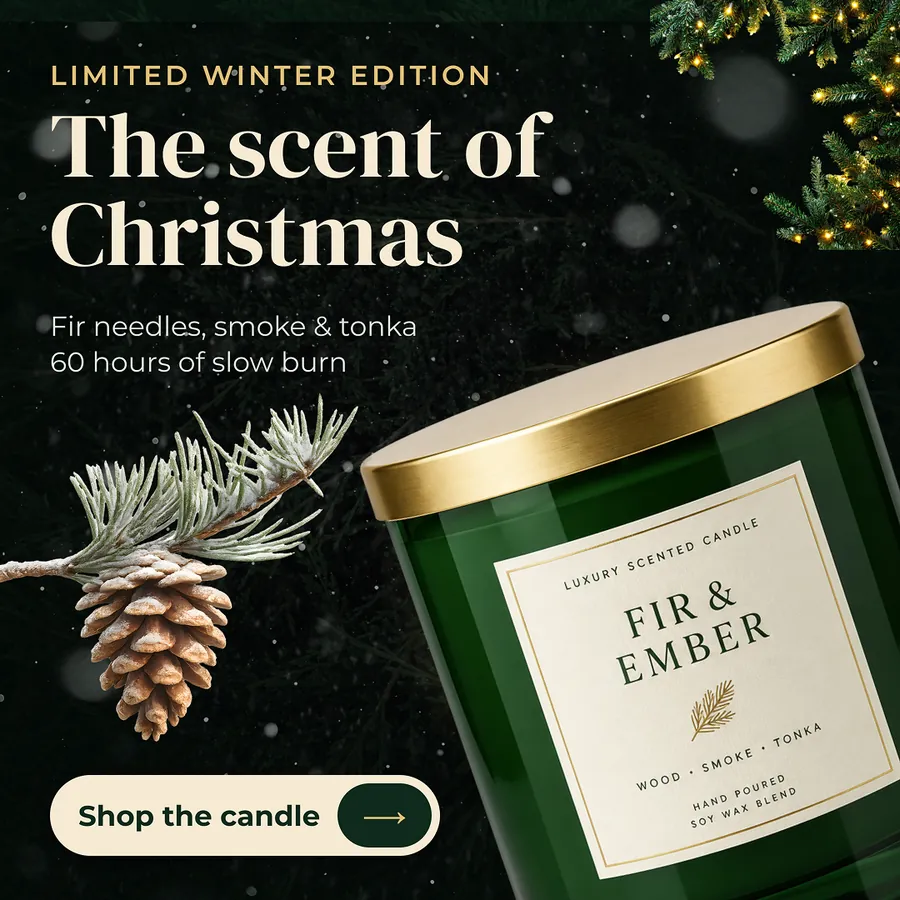 LIMITED WINTER EDITION
The scent of
Christmas
Fir needles, smoke & tonka
60 hours of slow burn
LUXURY SCENTED CANDLE
FIR &
EMBER
WOOD • SMOKE • TONKA
HAND POURED
SOY WAX BLEND
Shop the candle →